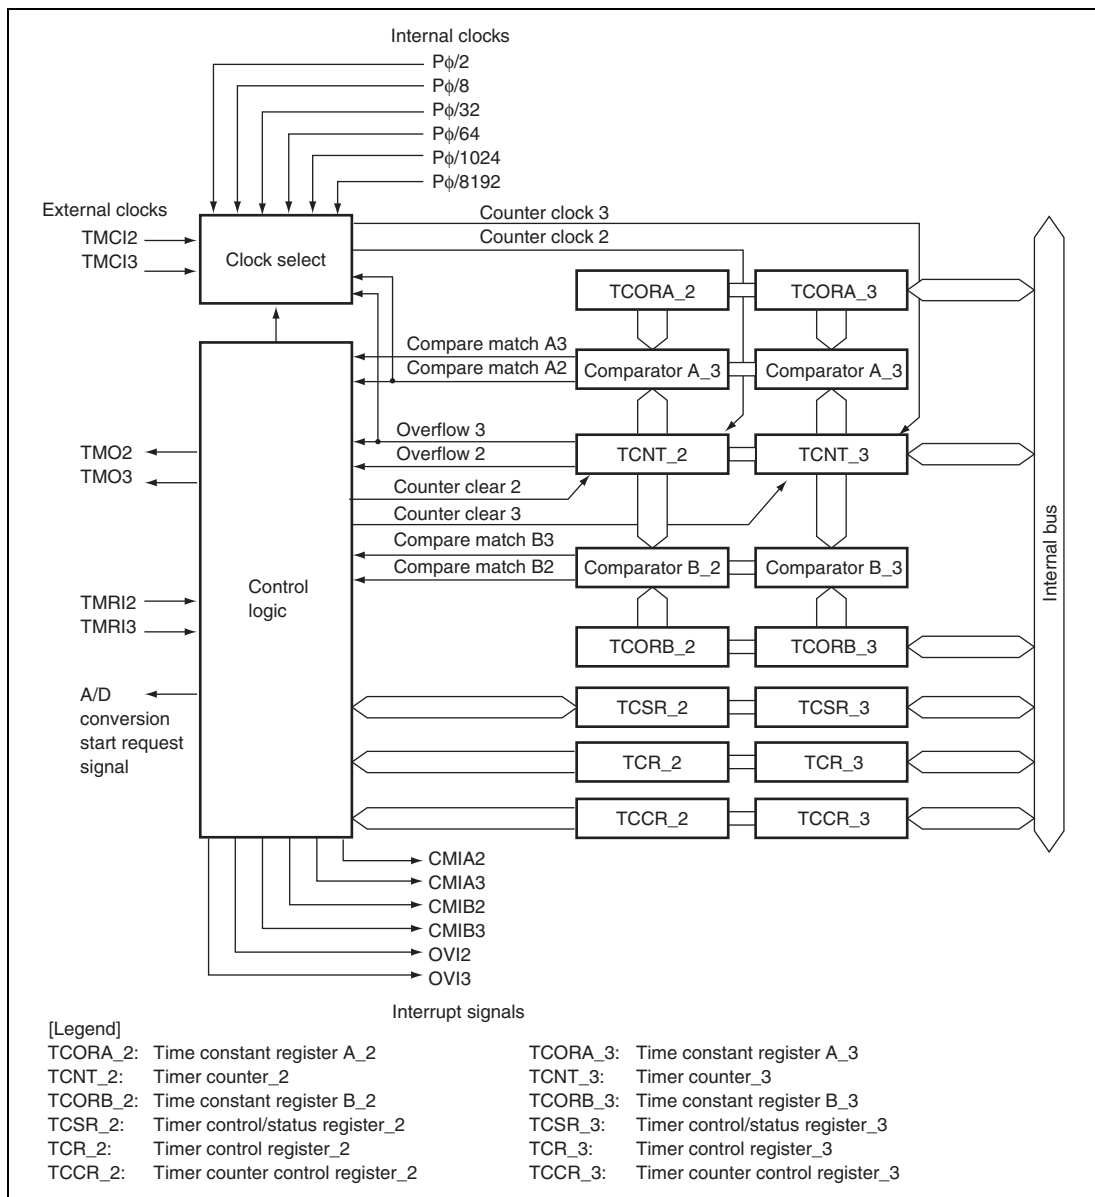 Internal clocks
Pϕ/2
Pϕ/8
Pϕ/32
Pϕ/64
Pϕ/1024
Pϕ/8192
External clocks
TMCI2
TMCI3
Clock select
Counter clock 3
Counter clock 2
TCORA_2
TCORA_3
Compare match A3
Compare match A2
Comparator A_3
Comparator A_3
TMO2
TMO3
Overflow 3
Overflow 2
TCNT_2
TCNT_3
Counter clear 2
Counter clear 3
Compare match B3
Compare match B2
Comparator B_2
Comparator B_3
Control
logic
TMRI2
TMRI3
TCORB_2
TCORB_3
A/D
conversion
start request
signal
TCSR_2
TCSR_3
TCR_2
TCR_3
TCCR_2
TCCR_3
Internal bus
CMIA2
CMIA3
CMIB2
CMIB3
OVI2
OVI3
Interrupt signals
[Legend]
TCORA_2: Time constant register A_2
TCNT_2: Timer counter_2
TCORB_2: Time constant register B_2
TCSR_2: Timer control/status register_2
TCR_2: Timer control register_2
TCCR_2: Timer counter control register_2
TCORA_3: Time constant register A_3
TCNT_3: Timer counter_3
TCORB_3: Time constant register B_3
TCSR_3: Timer control/status register_3
TCR_3: Timer control register_3
TCCR_3: Timer counter control register_3